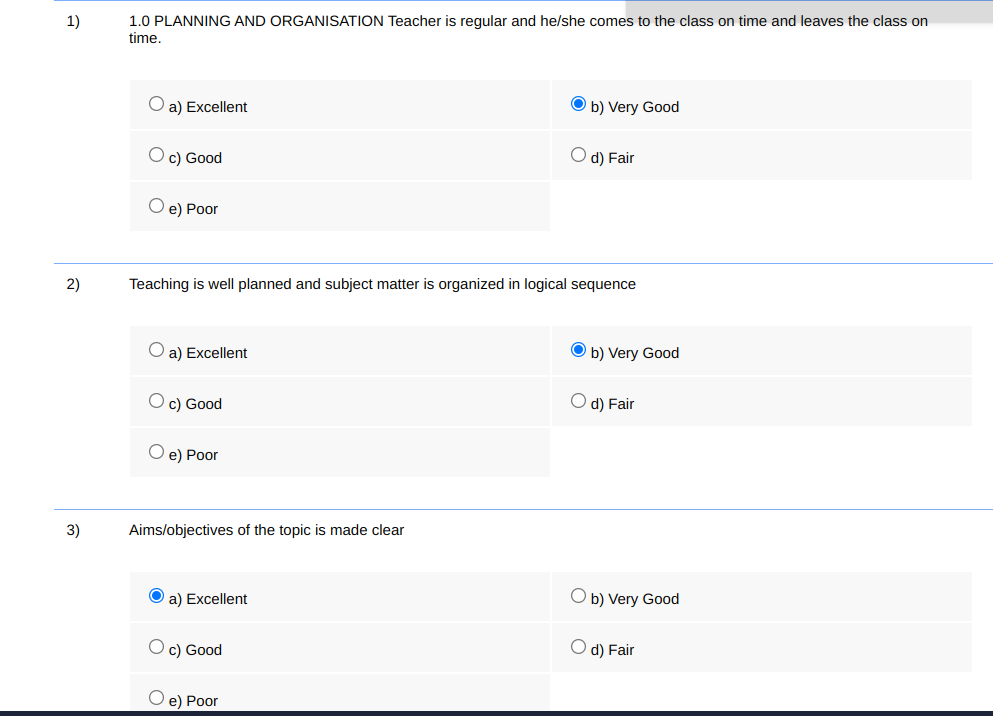 1) 1.0 PLANNING AND ORGANISATION Teacher is regular and he/she comes to the class on time and leaves the class on
time.
a) Excellent b) Very Good
c) Good d) Fair
e) Poor
2) Teaching is well planned and subject matter is organized in logical sequence
a) Excellent b) Very Good
c) Good d) Fair
e) Poor
3) Aims/objectives of the topic is made clear
a) Excellent b) Very Good
c) Good d) Fair
e) Poor